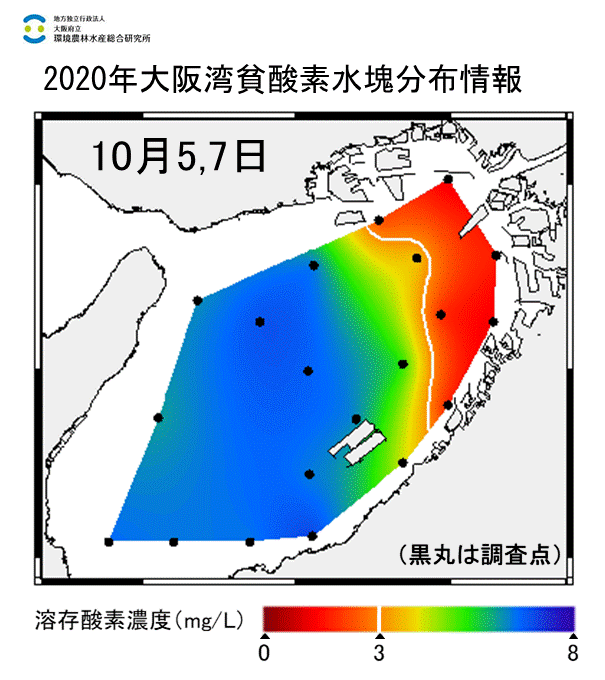 地方独立行政法人
大阪府立
環境農林水産総合研究所
2020年大阪湾貧酸素水塊分布情報
10月5,7日
(黒丸は調査点)
溶存酸素濃度(mg/L)
0 3 8